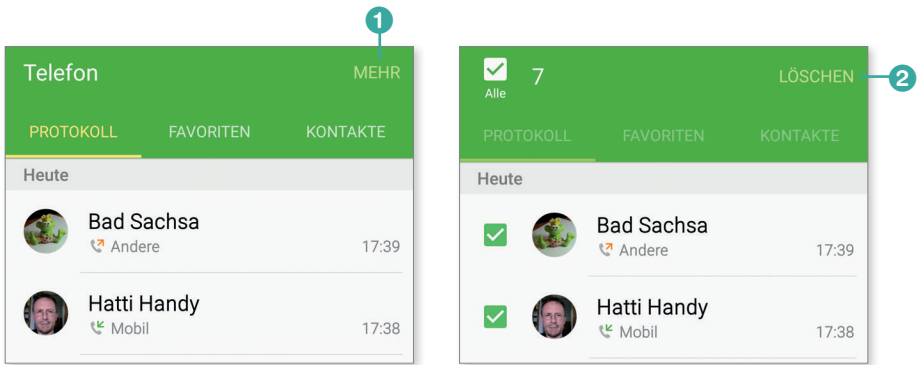 1
Telefon MEHR
PROTOKOLL FAVORITEN KONTAKTE
Heute
Bad Sachsa
Andere 17:39
Hatti Handy
Mobil 17:38
7 LÖSCHEN 2
Alle
PROTOKOLL FAVORITEN KONTAKTE
Heute
Bad Sachsa
Andere 17:39
Hatti Handy
Mobil 17:38